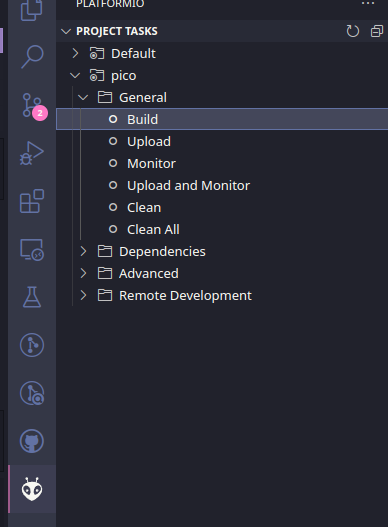 PLATFORMIO
PROJECT TASKS
Default
pico
General
Build
Upload
Monitor
Upload and Monitor
Clean
Clean All
Dependencies
Advanced
Remote Development
2